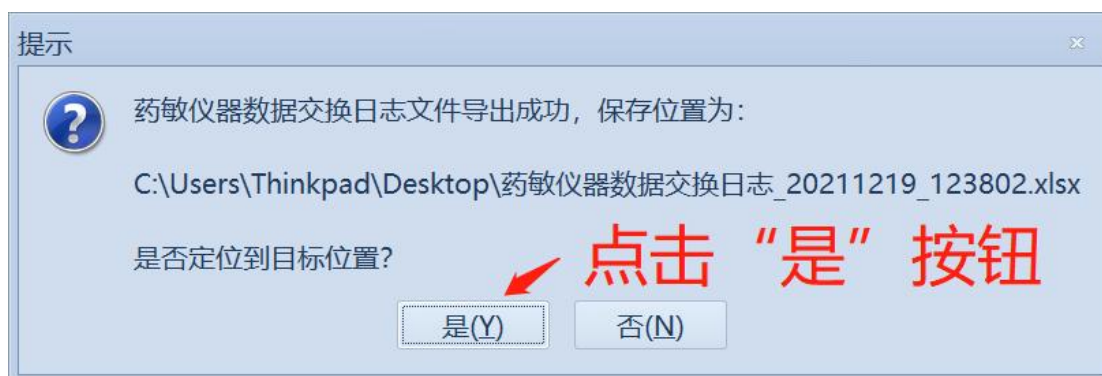 提示
药敏仪器数据交换日志文件导出成功，保存位置为：
C:\Users\Thinkpad\Desktop\药敏仪器数据交换日志_20211219_123802.xlsx
是否定位到目标位置?
点击“是”按钮
是(Y)
否(N)